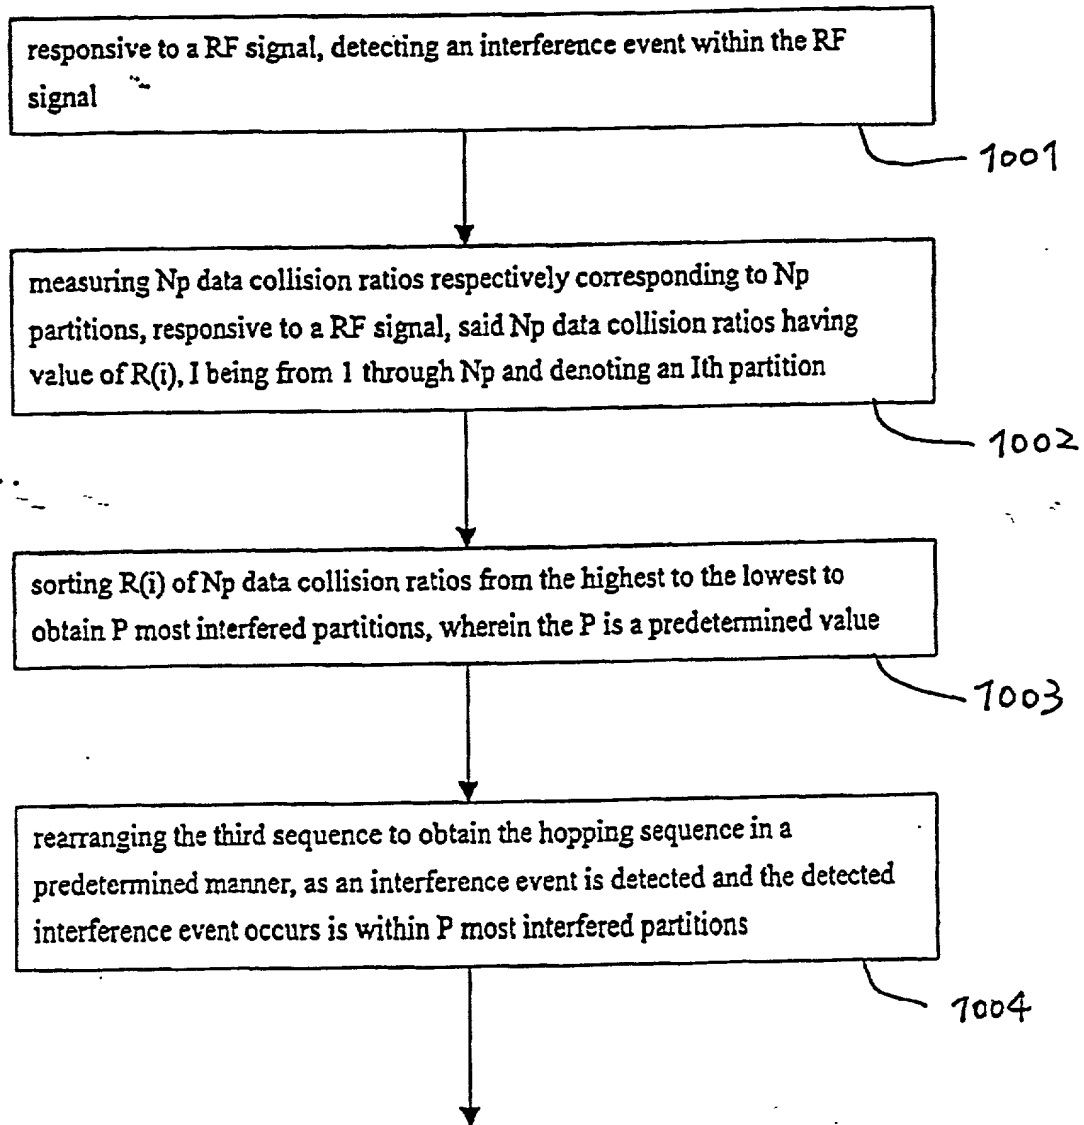 responsive to a RF signal, detecting an interference event within the RF
signal
1001
measuring Np data collision ratios respectively corresponding to Np
partitions, responsive to a RF signal, said Np data collision ratios having
value of R(i), I being from 1 through Np and denoting an Ith partition
1002
sorting R(i) of Np data collision ratios from the highest to the lowest to
obtain P most interfered partitions, wherein the P is a predetermined value
1003
rearranging the third sequence to obtain the hopping sequence in a
predetermined manner, as an interference event is detected and the detected
interference event occurs is within P most interfered partitions
1004